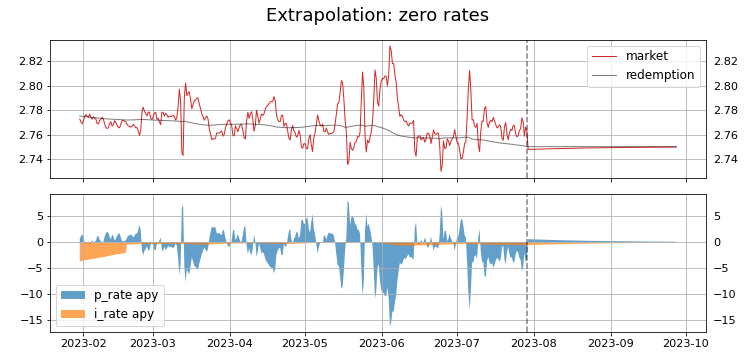 Extrapolation: zero rates
2.82 2.82
2.80 2.80
2.78 2.78
2.76 2.76
2.74 2.74
market
redemption
5 5
0 0
−5 −5
−10 −10
−15 −15
p_rate apy
i_rate apy
2023-02 2023-03 2023-04 2023-05 2023-06 2023-07 2023-08 2023-09 2023-10